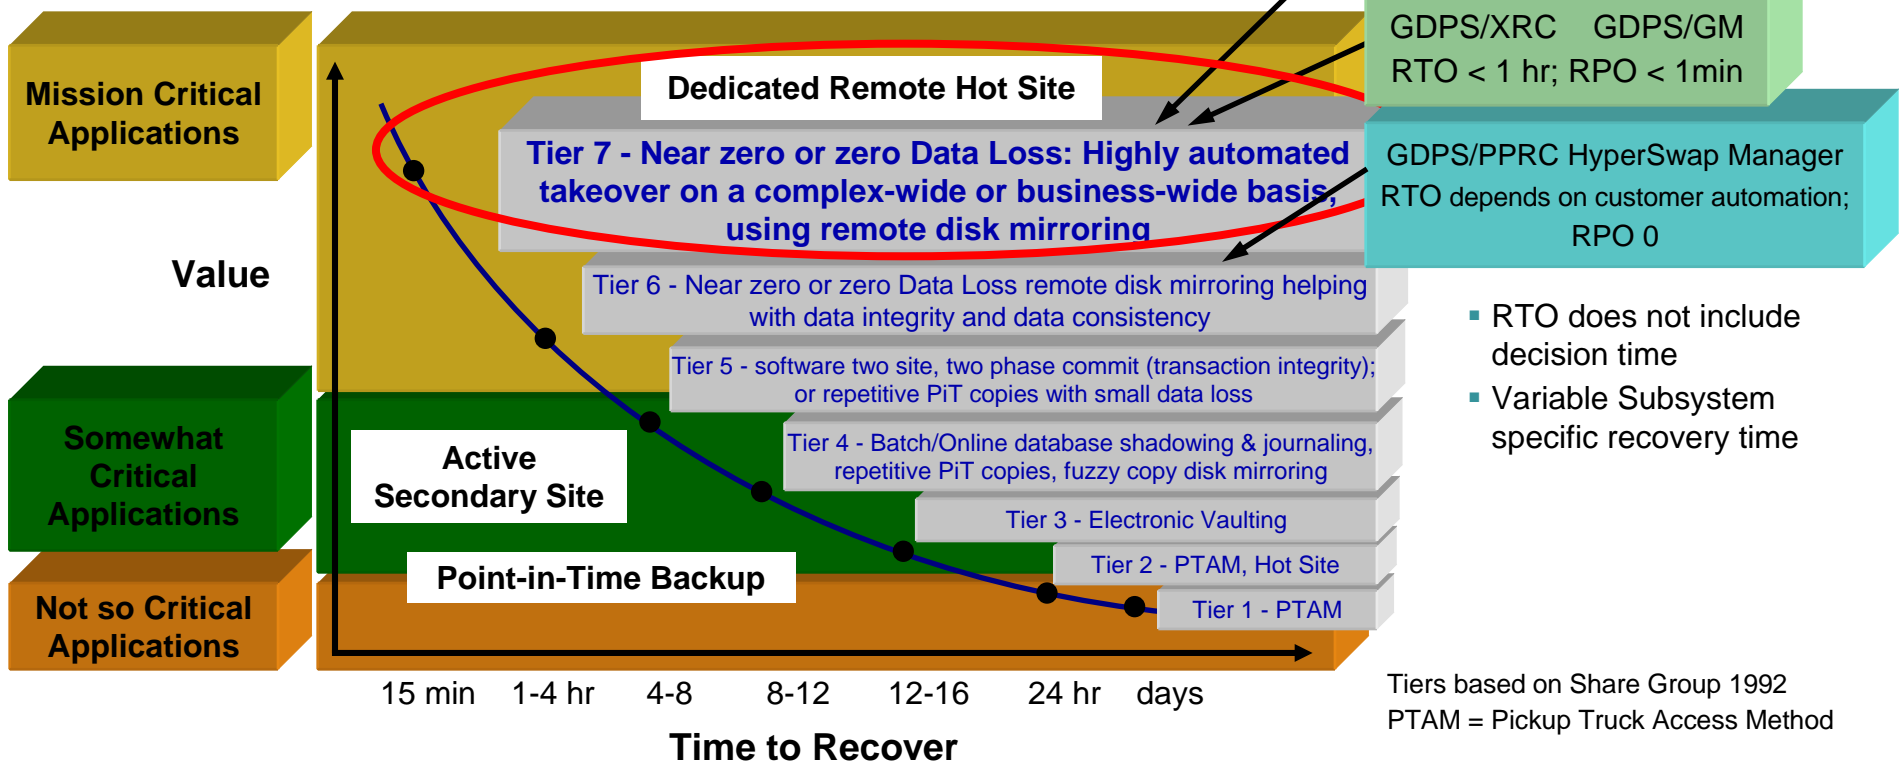 GDPS/XRC GDPS/GM
RTO < 1 hr; RPO < 1min
GDPS/PPRC HyperSwap Manager
RTO depends on customer automation;
RPO 0
Mission Critical
Applications
Dedicated Remote Hot Site
Tier 7 - Near zero or zero Data Loss: Highly automated
takeover on a complex-wide or business-wide basis,
using remote disk mirroring
Value
Tier 6 - Near zero or zero Data Loss remote disk mirroring helping
with data integrity and data consistency
Tier 5 - software two site, two phase commit (transaction integrity);
or repetitive PiT copies with small data loss
Somewhat
Critical
Applications
Active
Secondary Site
Tier 4 - Batch/Online database shadowing & journaling,
repetitive PiT copies, fuzzy copy disk mirroring
Tier 3 - Electronic Vaulting
Tier 2 - PTAM, Hot Site
Point-in-Time Backup
Tier 1 - PTAM
Not so Critical
Applications
▪ RTO does not include
decision time
▪ Variable Subsystem
specific recovery time
15 min 1-4 hr 4-8 8-12 12-16 24 hr days
Time to Recover
Tiers based on Share Group 1992
PTAM = Pickup Truck Access Method